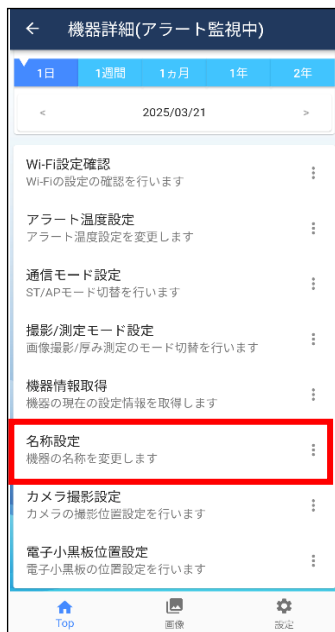 ← 機器詳細(アラート監視中)
1日 1週間 1ヵ月 1年 2年
< 2025/03/21 >
Wi-Fi設定確認
Wi-Fiの設定の確認を行います
アラート温度設定
アラート温度設定を変更します
通信モード設定
ST/APモード切替を行います
撮影/測定モード設定
画像撮影/厚み測定のモード切替を行います
機器情報取得
機器の現在の設定情報を取得します
名称設定
機器の名称を変更します
カメラ撮影設定
カメラの撮影位置設定を行います
電子小黒板位置設定
電子小黒板の位置設定を行います
Top 画像 設定